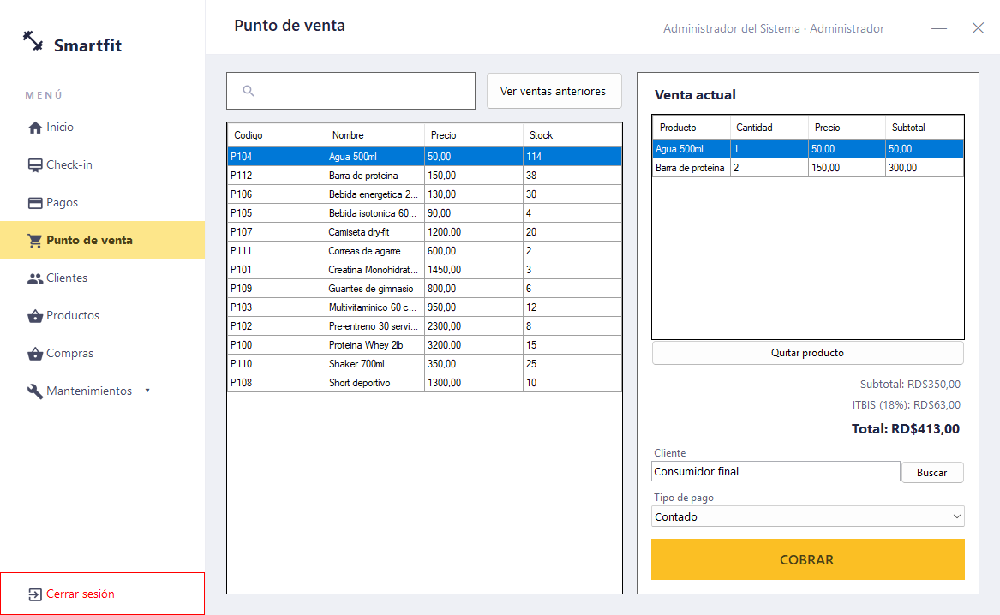 Smartfit
MENÚ
Inicio
Check-in
Pagos
Punto de venta
Clientes
Productos
Compras
Mantenimientos
Cerrar sesión
Punto de venta
Administrador del Sistema · Administrador
Ver ventas anteriores
Codigo Nombre Precio Stock
P104 Agua 500ml 50,00 114
P112 Barra de proteina 150,00 38
P106 Bebida energetica 2... 130,00 30
P105 Bebida isotonica 60... 90,00 4
P107 Camiseta dry-fit 1200,00 20
P111 Correas de agarre 600,00 2
P101 Creatina Monohidrat... 1450,00 3
P109 Guantes de gimnasio 800,00 6
P103 Multivitaminico 60 c... 950,00 12
P102 Pre-entreno 30 servi... 2300,00 8
P100 Proteina Whey 2lb 3200,00 15
P110 Shaker 700ml 350,00 25
P108 Short deportivo 1300,00 10
Venta actual
Producto Cantidad Precio Subtotal
Agua 500ml 1 50,00 50,00
Barra de proteina 2 150,00 300,00
Quitar producto
Subtotal: RD$350,00
ITBIS (18%): RD$63,00
Total: RD$413,00
Cliente
Consumidor final
Buscar
Tipo de pago
Contado
COBRAR